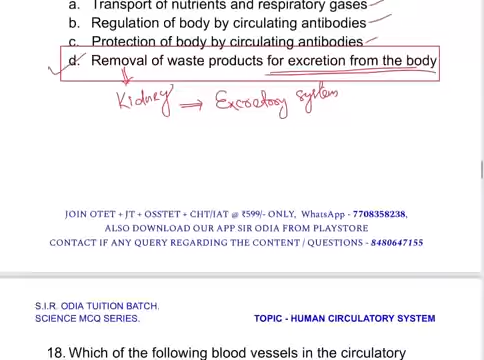 a. Transport of nutrients and respiratory gases
b. Regulation of body by circulating antibodies
c. Protection of body by circulating antibodies
d. Removal of waste products for excretion from the body
Kidney ⇒ Excretory system
JOIN OTET + JT + OSSTET + CHT/IAT @ ₹599/- ONLY, WhatsApp - 7708358238,
ALSO DOWNLOAD OUR APP SIR ODIA FROM PLAYSTORE
CONTACT IF ANY QUERY REGARDING THE CONTENT / QUESTIONS - 8480647155
S.I.R. ODIA TUITION BATCH.
SCIENCE MCQ SERIES. TOPIC - HUMAN CIRCULATORY SYSTEM
18. Which of the following blood vessels in the circulatory